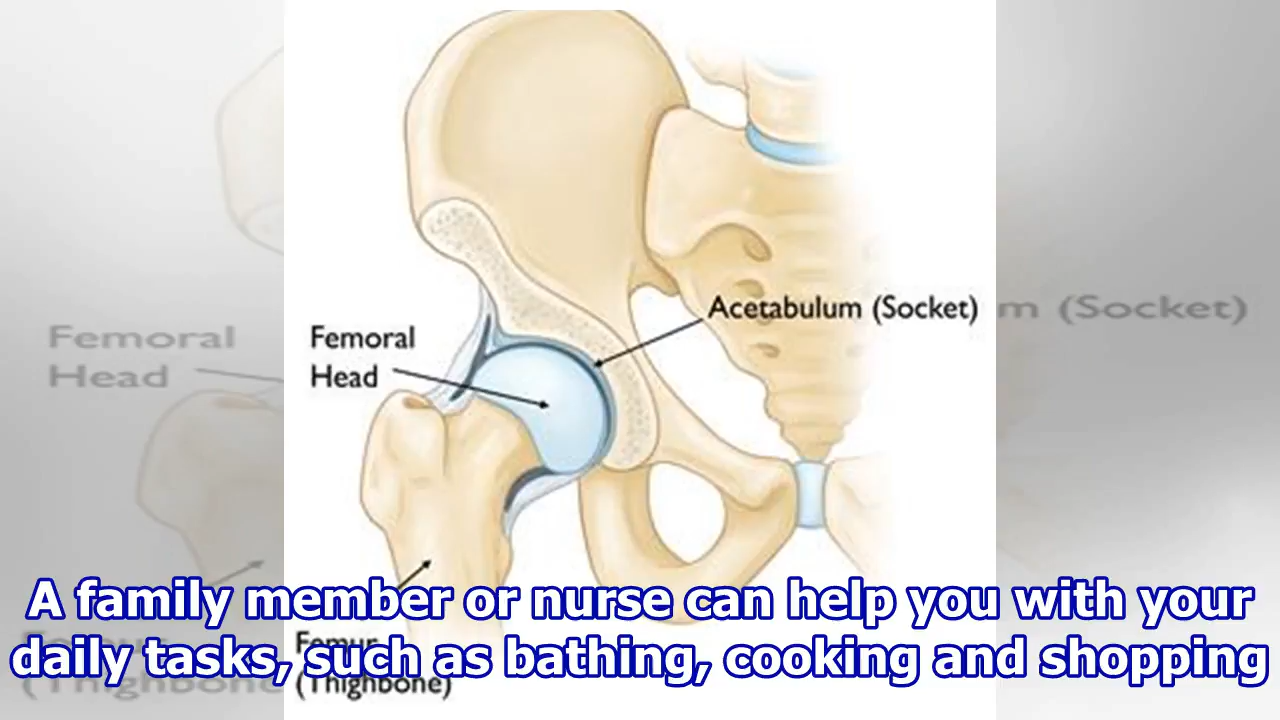 Acetabulum (Socket)
m (Socket)
Femoral
Head
Femoral
Head
A family member or nurse can help you with your
Femur
daily tasks, such as bathing, cooking and shopping
(Thighbone)